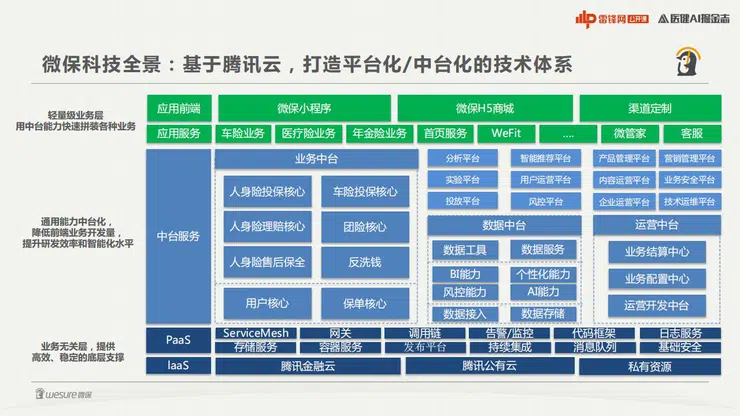 雷锋网 公开课 医健AI掘金志
微保科技全景：基于腾讯云，打造平台化/中台化的技术体系
轻量级业务层
用中台能力快速拼装各种业务
应用前端 微保小程序 微保H5商城 渠道定制
应用服务 车险业务 医疗险业务 年金险业务 首页服务 WeFit .... 微管家 客服
通用能力中台化，
降低前端业务开发量，
提升研发效率和智能化水平
中台服务
业务中台
人身险投保核心 车险投保核心
人身险理赔核心 团险核心
人身险售后保全 反洗钱
用户核心 保单核心
分析平台 智能推荐平台
实验平台 用户运营平台
投放平台 风控平台
数据中台
数据工具 数据服务
BI能力 个性化能力
风控能力 AI能力
数据接入 数据存储
产品管理平台 营销管理平台
内容运营平台 业务安全平台
企业运营平台 技术运维平台
运营中台
业务结算中心
业务配置中心
运营开发中台
业务无关层，提供
高效、稳定的底层支撑
PaaS
ServiceMesh 网关 调用链 告警/监控 代码框架 日志服务
存储服务 容器服务 发布平台 持续集成 消息队列 基础安全
IaaS 腾讯金融云 腾讯公有云 私有资源
wesure 微保